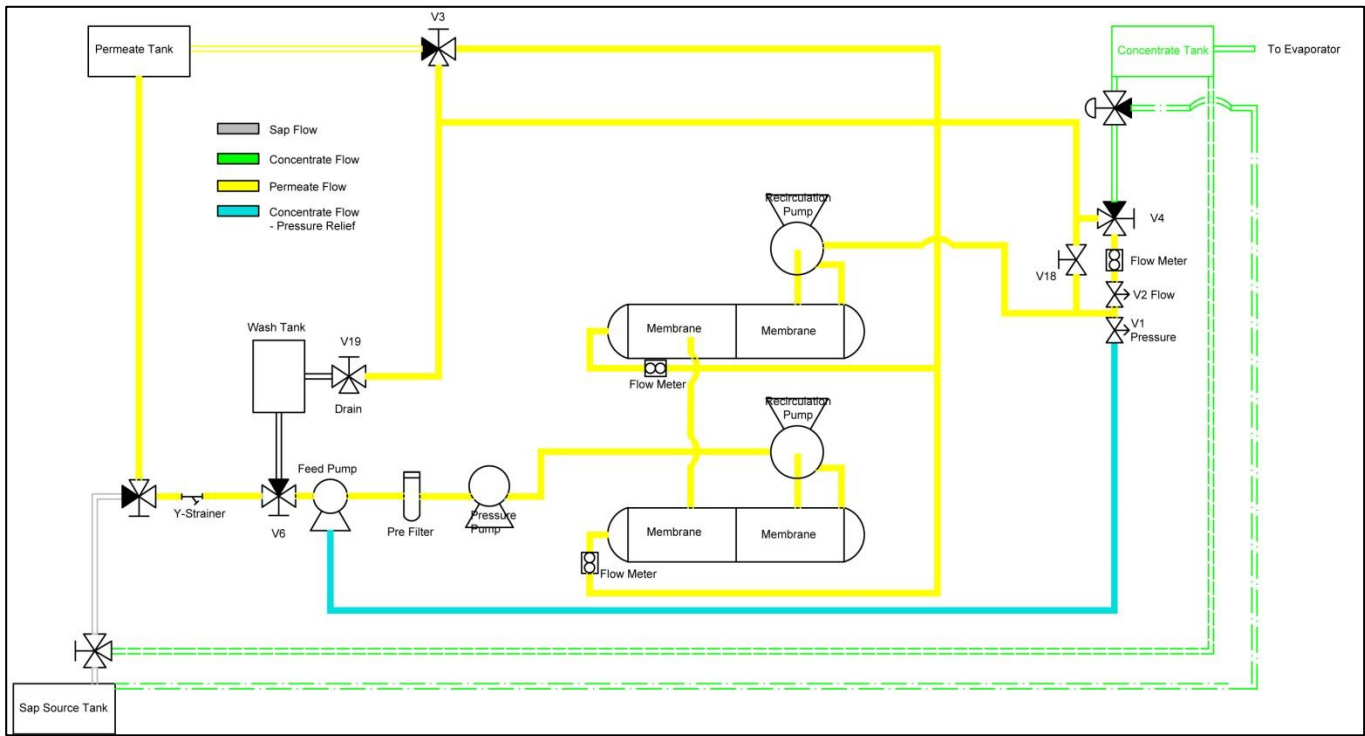 V3
Permeate Tank
Concentrate Tank
To Evaporator
Sap Flow
Concentrate Flow
Permeate Flow
Concentrate Flow
- Pressure Relief
Recirculation
Pump
V4
Flow Meter
V18
V2 Flow
V1
Pressure
Membrane
Membrane
Flow Meter
Wash Tank
V19
Drain
Recirculation
Pump
Feed Pump
Y-Strainer
V6
Pre Filter
Pressure
Pump
Membrane
Membrane
Flow Meter
Sap Source Tank